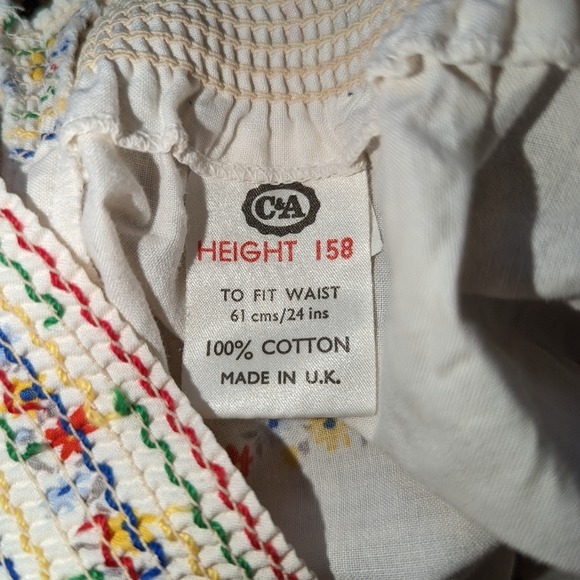 C&A
HEIGHT 158
TO FIT WAIST
61 cms/24 ins
100% COTTON
MADE IN U.K.